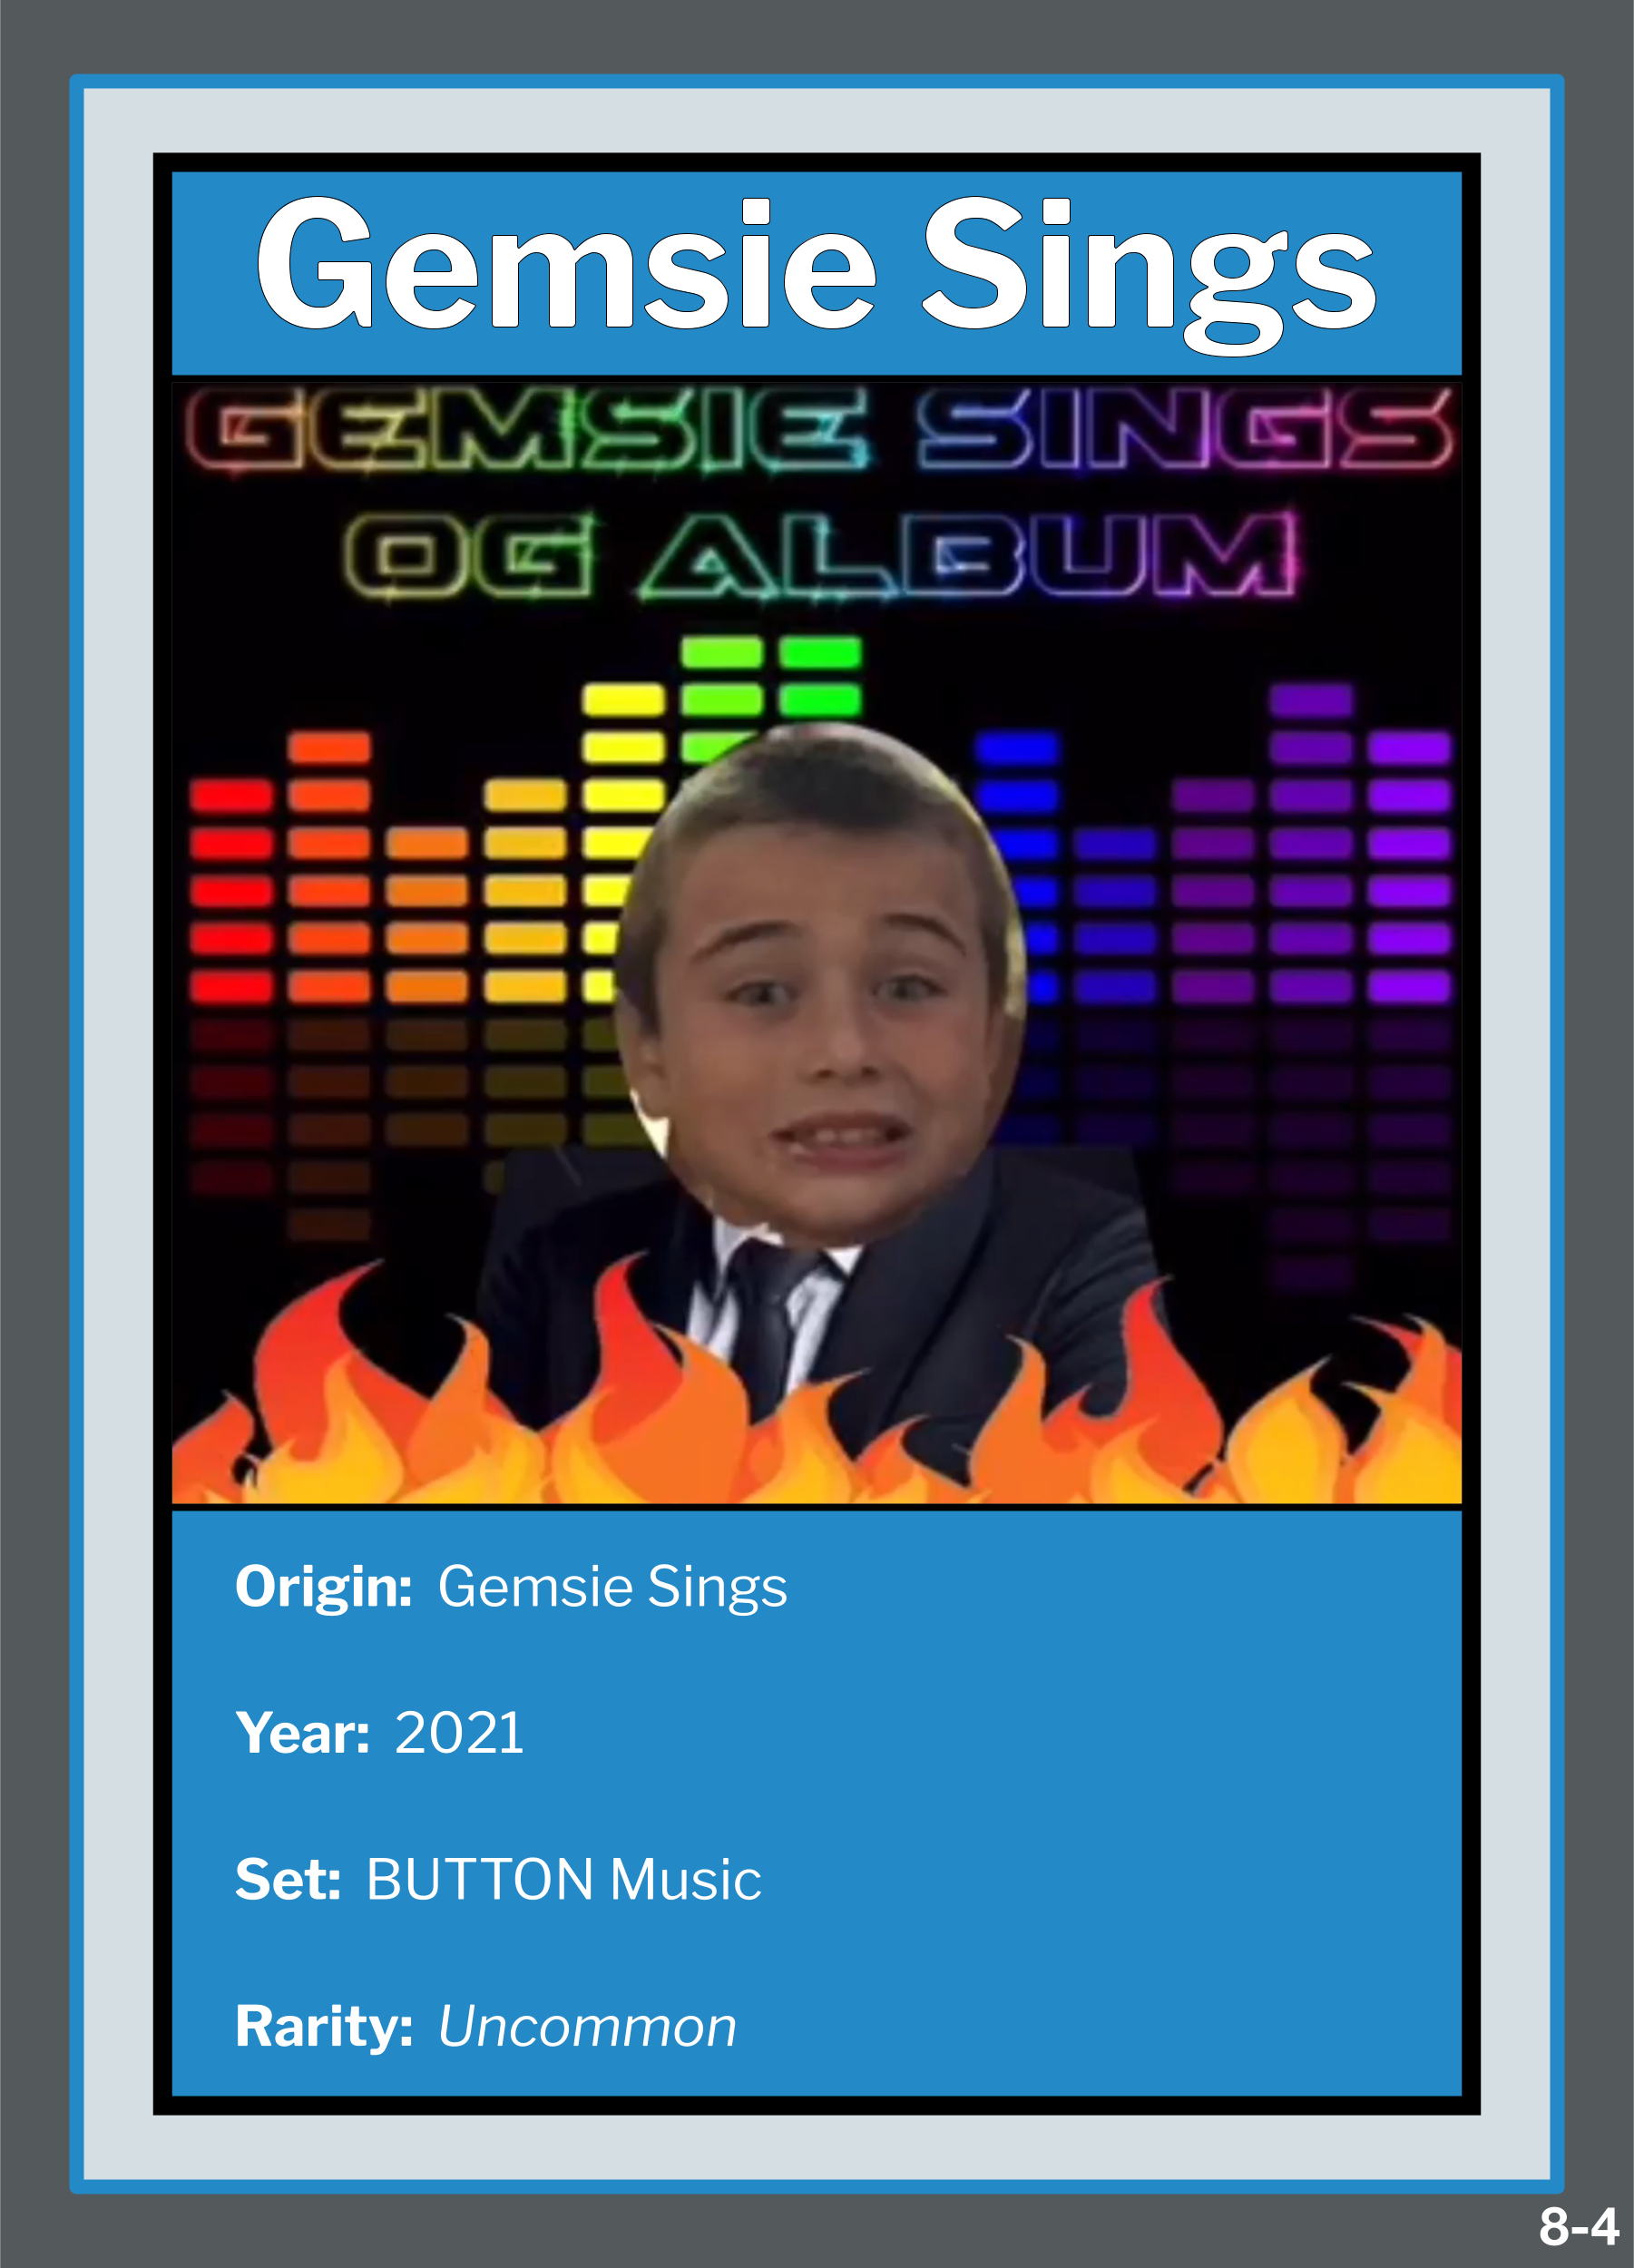 Gemsie Sings
GEMSIE SINGS
OG ALBUM
Origin: Gemsie Sings
Year: 2021
Set: BUTTON Music
Rarity: Uncommon
8-4